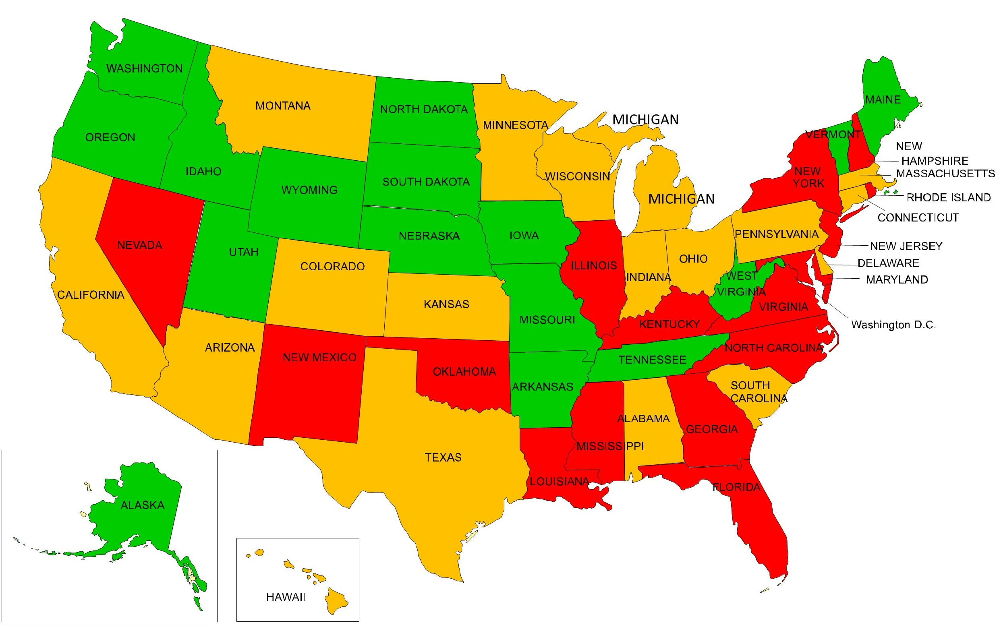 WASHINGTON
MONTANA
NORTH DAKOTA
MINNESOTA
MICHIGAN
MAINE
OREGON
VERMONT
NEW
HAMPSHIRE
IDAHO
SOUTH DAKOTA
WISCONSIN
NEW
YORK
MASSACHUSETTS
WYOMING
MICHIGAN
RHODE ISLAND
CONNECTICUT
NEVADA
UTAH
NEBRASKA
IOWA
PENNSYLVANIA
NEW JERSEY
COLORADO
ILLINOIS
INDIANA
OHIO
DELAWARE
WEST
VIRGINIA
MARYLAND
CALIFORNIA
KANSAS
MISSOURI
KENTUCKY
VIRGINIA
Washington D.C.
ARIZONA
NEW MEXICO
OKLAHOMA
ARKANSAS
TENNESSEE
NORTH CAROLINA
SOUTH
CAROLINA
ALABAMA
GEORGIA
MISSISSIPPI
TEXAS
LOUISIANA
FLORIDA
ALASKA
HAWAII